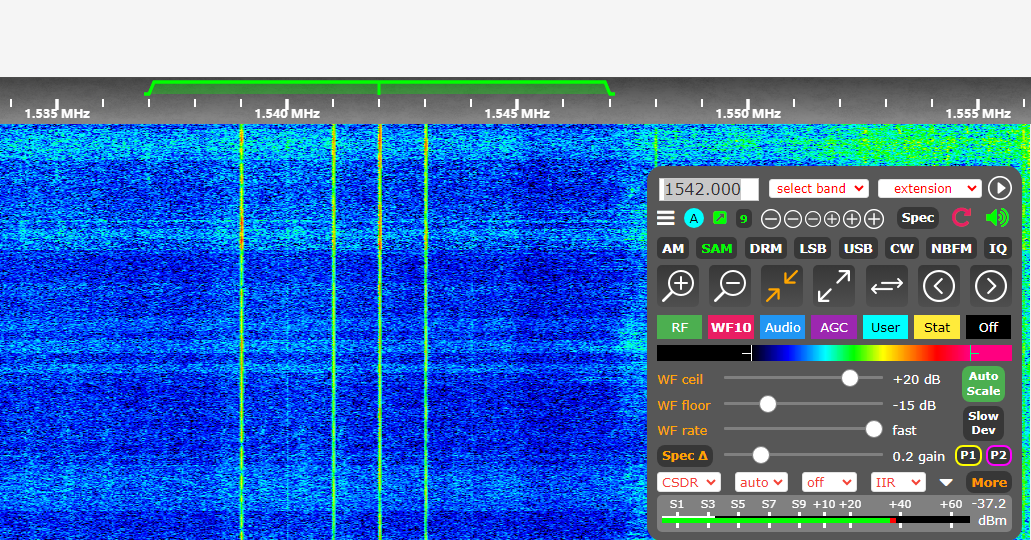 1.535 MHz 1.540 MHz 1.545 MHz 1.550 MHz 1.555 MHz
1542.000 select band extension
A 9 Spec
AM SAM DRM LSB USB CW NBFM IQ
RF WF10 Audio AGC User Stat Off
WF ceil +20 dB Auto Scale
WF floor -15 dB
WF rate fast Slow Dev
Spec Δ 0.2 gain P1 P2
CSDR auto off IIR More
S1 S3 S5 S7 S9 +10 +20 +40 +60 -37.2
dBm